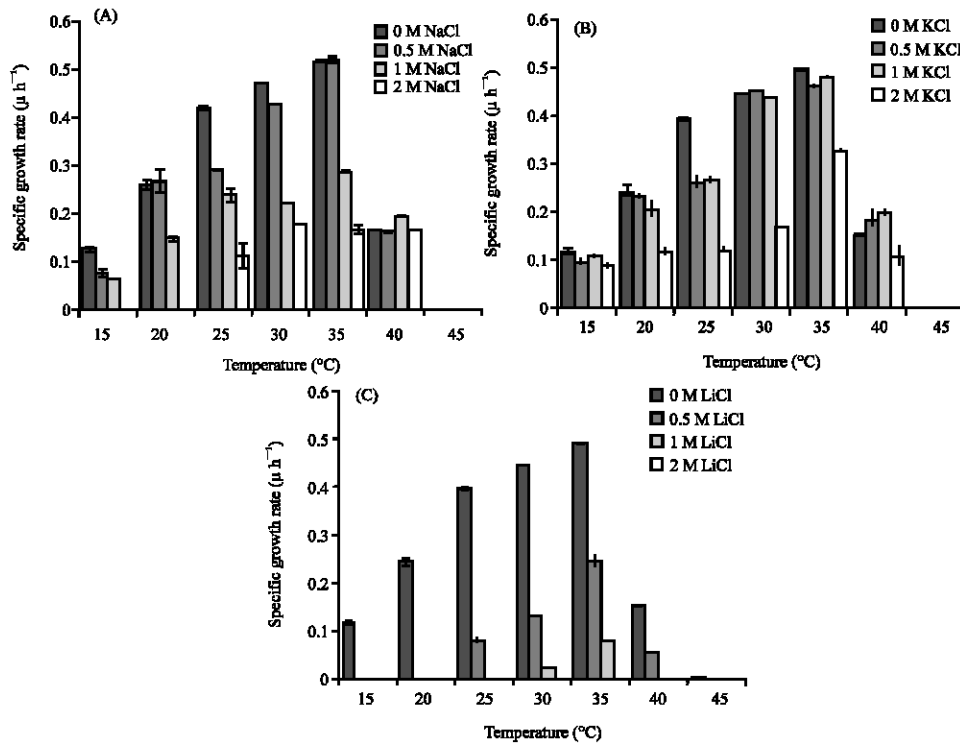 (A)
0.6
0.5
0.4
0.3
0.2
0.1
0
Specific growth rate (μ h⁻¹)
0 M NaCl
0.5 M NaCl
1 M NaCl
2 M NaCl
15 20 25 30 35 40 45
Temperature (°C)
(B)
0.6
0.5
0.4
0.3
0.2
0.1
0
Specific growth rate (μ h⁻¹)
0 M KCl
0.5 M KCl
1 M KCl
2 M KCl
15 20 25 30 35 40 45
Temperature (°C)
(C)
0.6
0.5
0.4
0.3
0.2
0.1
0
Specific growth rate (μ h⁻¹)
0 M LiCl
0.5 M LiCl
1 M LiCl
2 M LiCl
15 20 25 30 35 40 45
Temperature (°C)